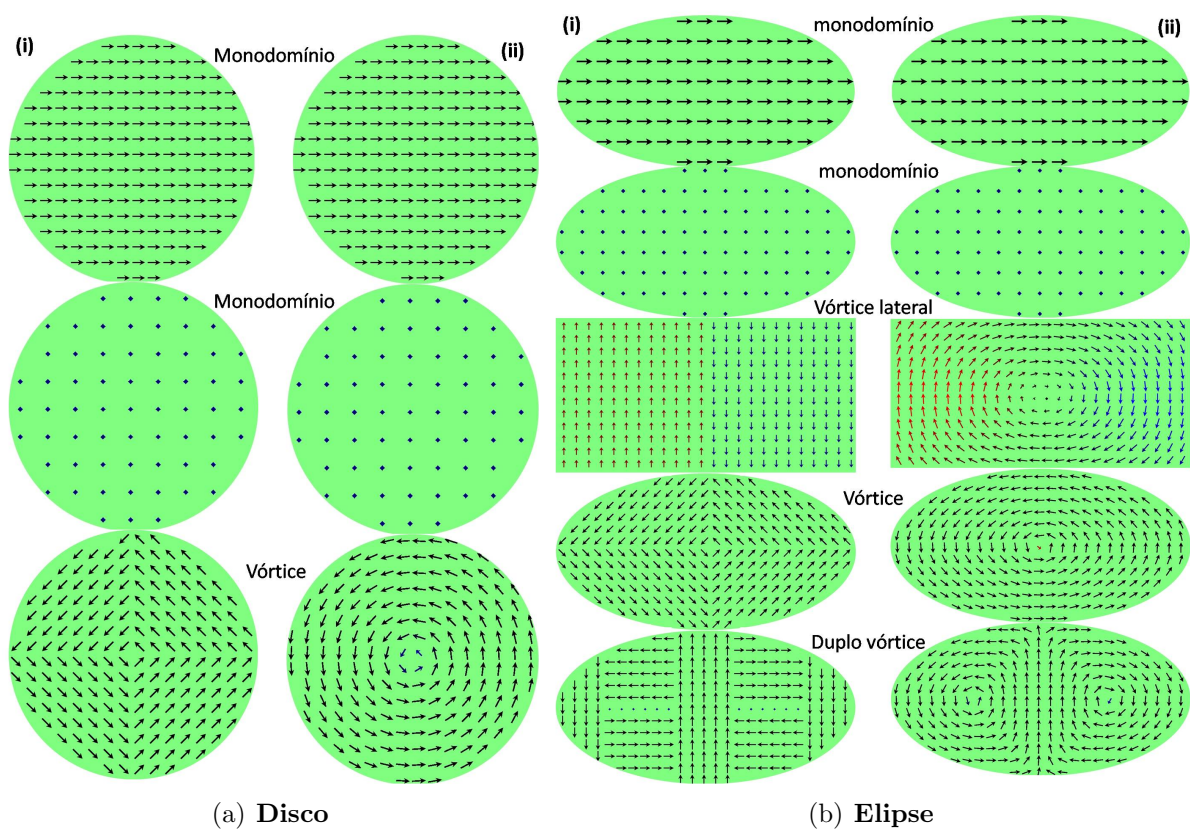 (i)
Monodomínio
(ii)
Monodomínio
Vórtice
(a) Disco
(i)
monodomínio
(ii)
monodomínio
Vórtice lateral
Vórtice
Duplo vórtice
(b) Elipse